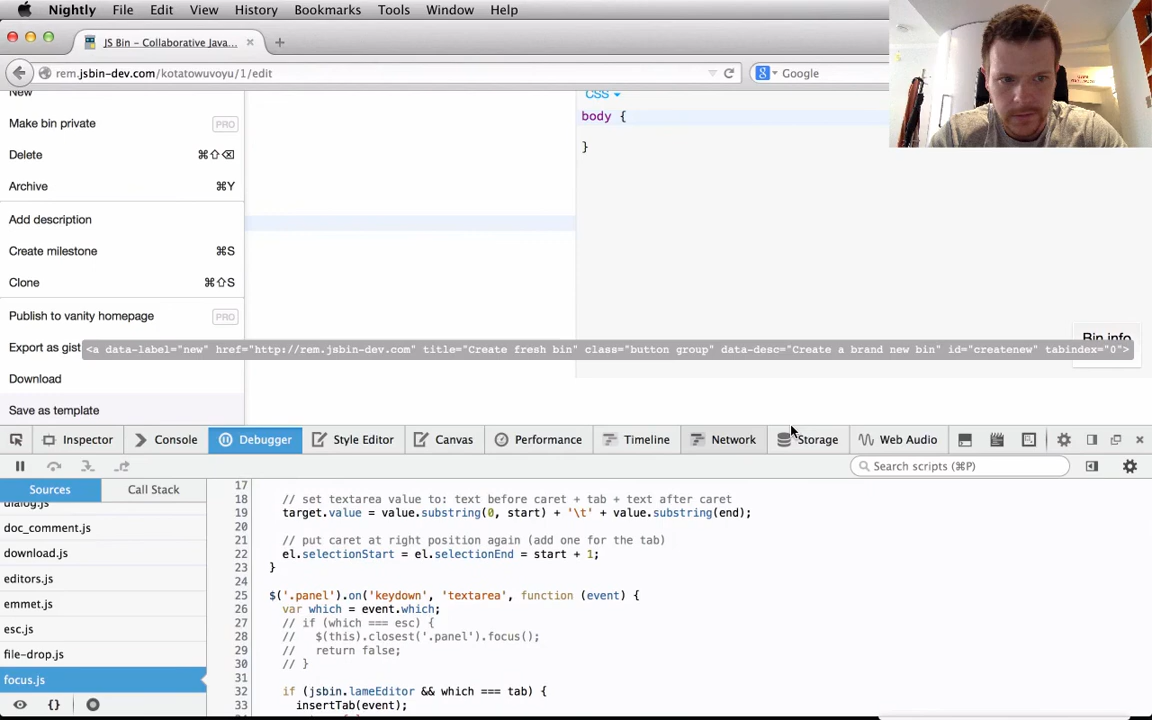 Nightly File Edit View History Bookmarks Tools Window Help
JS Bin – Collaborative Java...
rem.jsbin-dev.com/kotatowuvoyu/1/edit
Google
New
Make bin private PRO
Delete ⌘⇧⌫
Archive ⌘Y
Add description
Create milestone ⌘S
Clone ⌘⇧S
Publish to vanity homepage PRO
Export as gist
Download
Save as template
CSS
body {
}
Bin info
<a data-label="new" href="http://rem.jsbin-dev.com" title="Create fresh bin" class="button group" data-desc="Create a brand new bin" id="createnew" tabindex="0">
Inspector Console Debugger Style Editor Canvas Performance Timeline Network Storage Web Audio
Search scripts (⌘P)
Sources Call Stack
dialog.js
doc_comment.js
download.js
editors.js
emmet.js
esc.js
file-drop.js
focus.js
{}
17
18 // set textarea value to: text before caret + tab + text after caret
19 target.value = value.substring(0, start) + '\t' + value.substring(end);
20
21 // put caret at right position again (add one for the tab)
22 el.selectionStart = el.selectionEnd = start + 1;
23 }
24
25 $('.panel').on('keydown', 'textarea', function (event) {
26 var which = event.which;
27 // if (which === esc) {
28 //   $(this).closest('.panel').focus();
29 //   return false;
30 // }
31
32 if (jsbin.lameEditor && which === tab) {
33 insertTab(event);